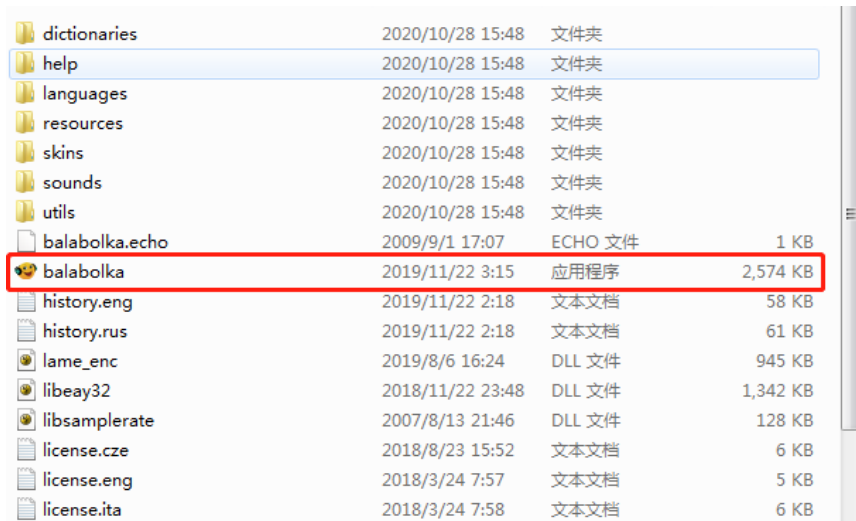 dictionaries 2020/10/28 15:48 文件夹
help 2020/10/28 15:48 文件夹
languages 2020/10/28 15:48 文件夹
resources 2020/10/28 15:48 文件夹
skins 2020/10/28 15:48 文件夹
sounds 2020/10/28 15:48 文件夹
utils 2020/10/28 15:48 文件夹
balabolka.echo 2009/9/1 17:07 ECHO 文件 1 KB
balabolka 2019/11/22 3:15 应用程序 2,574 KB
history.eng 2019/11/22 2:18 文本文档 58 KB
history.rus 2019/11/22 2:18 文本文档 61 KB
lame_enc 2019/8/6 16:24 DLL 文件 945 KB
libeay32 2018/11/22 23:48 DLL 文件 1,342 KB
libsamplerate 2007/8/13 21:46 DLL 文件 128 KB
license.cze 2018/8/23 15:52 文本文档 6 KB
license.eng 2018/3/24 7:57 文本文档 5 KB
license.ita 2018/3/24 7:58 文本文档 6 KB